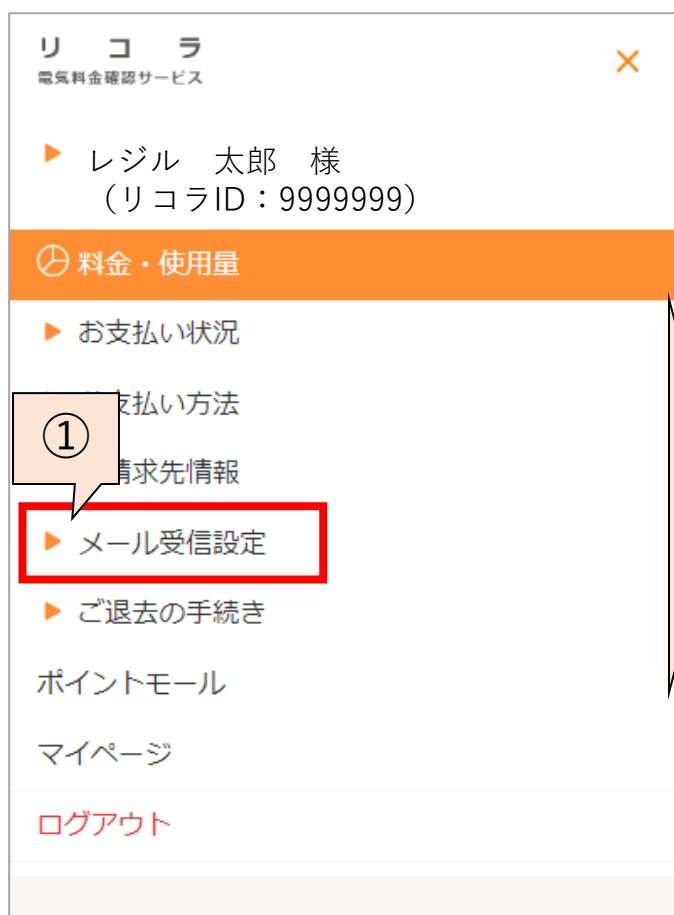 リコラ
電気料金確認サービス
レジル　太郎　様
（リコラID：9999999）
料金・使用量
お支払い状況
支払い方法
①
請求先情報
メール受信設定
ご退去の手続き
ポイントモール
マイページ
ログアウト